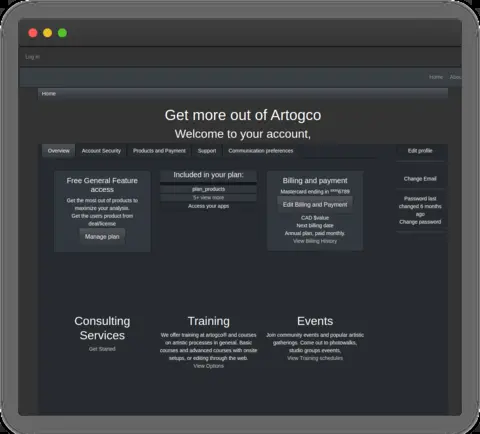 Log in
Home
Home
Get more out of Artogco
Welcome to your account,
Overview Account Security Products and Payment Support Communication preferences
Edit profile
Free General Feature
access
Get the most out of products to
maximize your analysis.
Get the users product from
deal/license
Manage plan
Included in your plan:
plan_products
5+ view more
Access your apps
Billing and payment
Mastercard ending in ****6789
Edit Billing and Payment
CAD $value
Next billing date
Annual plan, paid monthly.
View Billing History
Change Email
Password last
changed 6 months
ago
Change password
Consulting
Services
Get Started
Training
We offer training at artogco® and courses
on artistic processes in general. Basic
courses and advanced courses with onsite
setups, or editing through the web.
View Options
Events
Join community events and popular artistic
gatherings. Come out to photowalks,
studio groups eveents,
View Training schedules